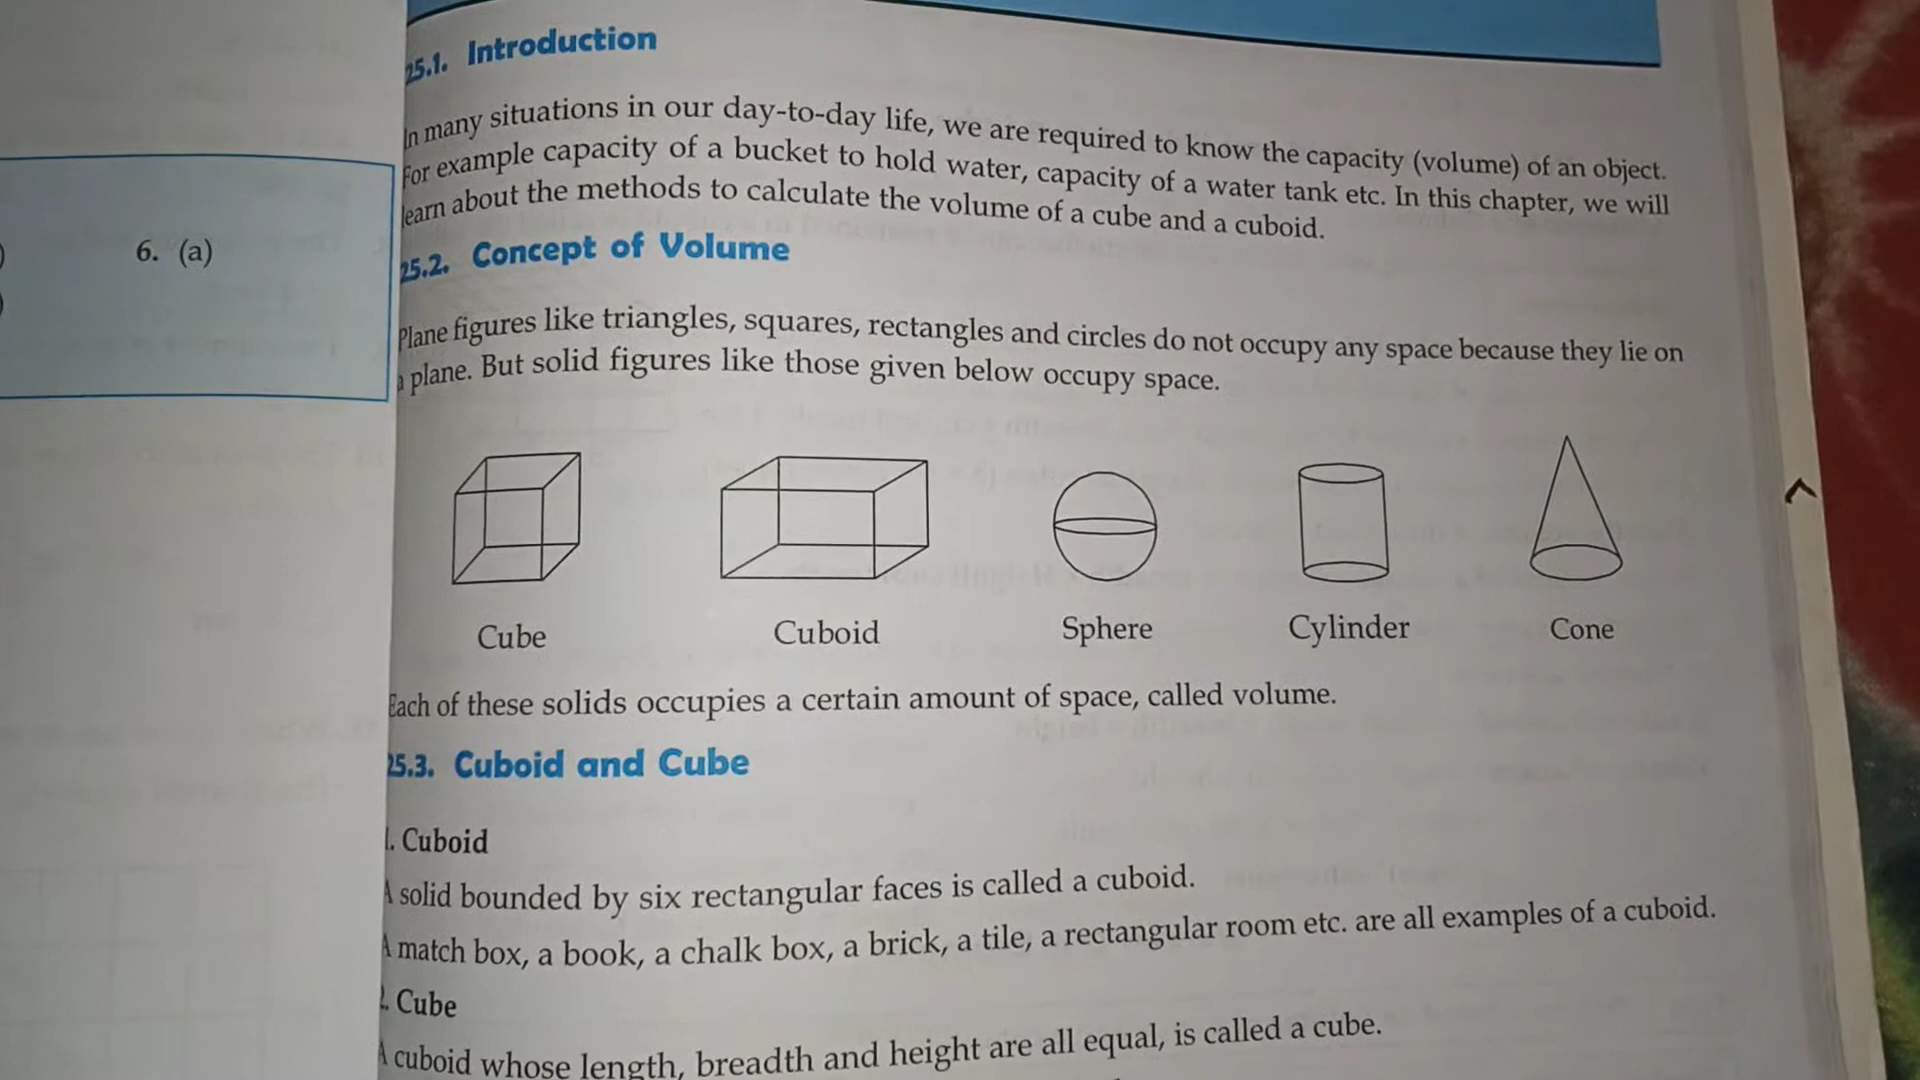 6. (a)
25.1. Introduction
In many situations in our day-to-day life, we are required to know the capacity (volume) of an object.
For example capacity of a bucket to hold water, capacity of a water tank etc. In this chapter, we will
learn about the methods to calculate the volume of a cube and a cuboid.
25.2. Concept of Volume
Plane figures like triangles, squares, rectangles and circles do not occupy any space because they lie on
a plane. But solid figures like those given below occupy space.
Cube Cuboid Sphere Cylinder Cone
Each of these solids occupies a certain amount of space, called volume.
25.3. Cuboid and Cube
1. Cuboid
A solid bounded by six rectangular faces is called a cuboid.
A match box, a book, a chalk box, a brick, a tile, a rectangular room etc. are all examples of a cuboid.
2. Cube
A cuboid whose length, breadth and height are all equal, is called a cube.